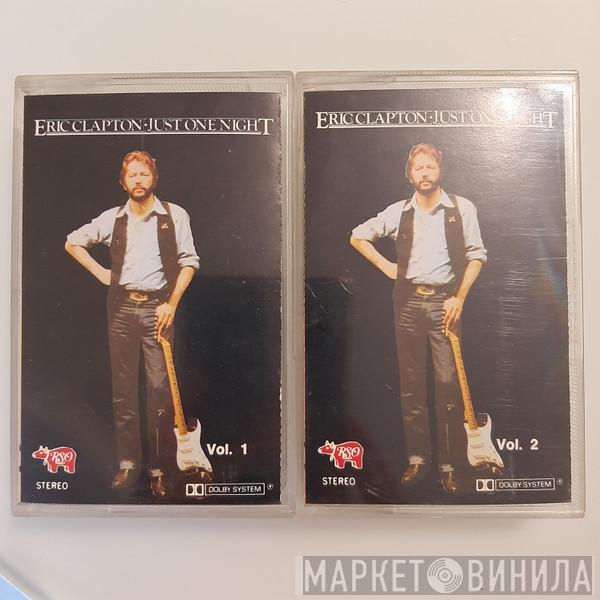 ERIC CLAPTON·JUST ONE NIGHT
Vol. 1
RSO
STEREO
DOLBY SYSTEM
ERIC CLAPTON·JUST ONE NIGHT
Vol. 2
RSO
STEREO
DOLBY SYSTEM
МАРКЕТ ВИНИЛА